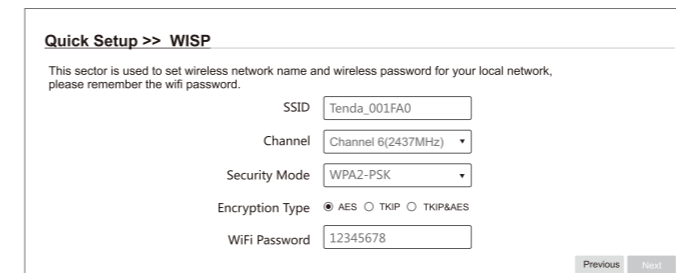 Quick Setup >> WISP
This sector is used to set wireless network name and wireless password for your local network,
please remember the wifi password.
SSID Tenda_001FA0
Channel Channel 6(2437MHz)
Security Mode WPA2-PSK
Encryption Type AES TKIP TKIP&AES
WiFi Password 12345678
Previous Next